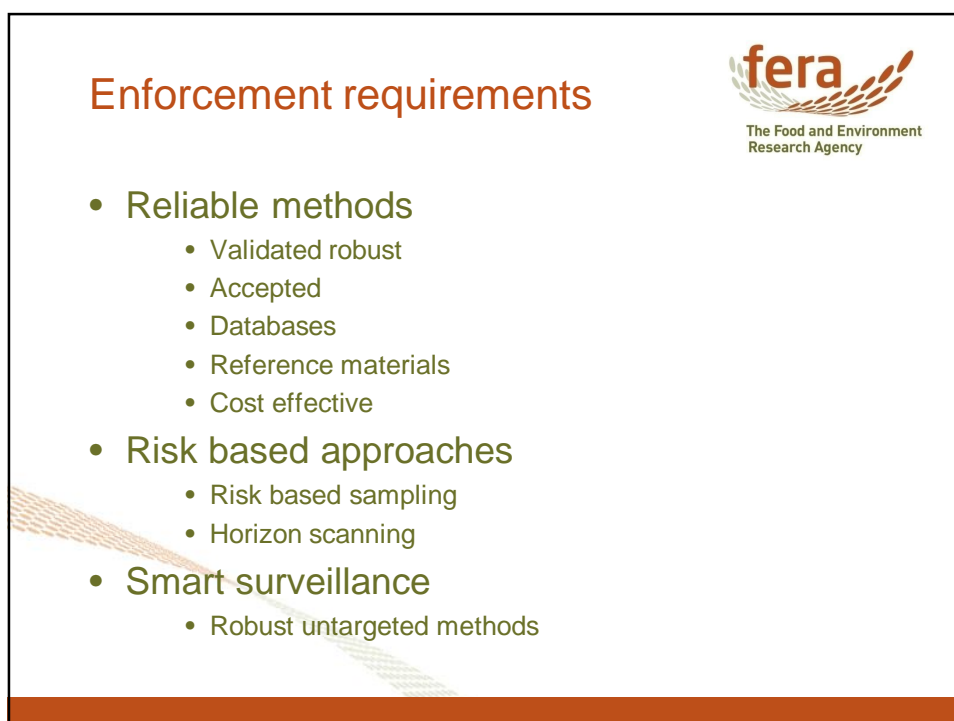 Enforcement requirements
fera
The Food and Environment
Research Agency
• Reliable methods
• Validated robust
• Accepted
• Databases
• Reference materials
• Cost effective
• Risk based approaches
• Risk based sampling
• Horizon scanning
• Smart surveillance
• Robust untargeted methods